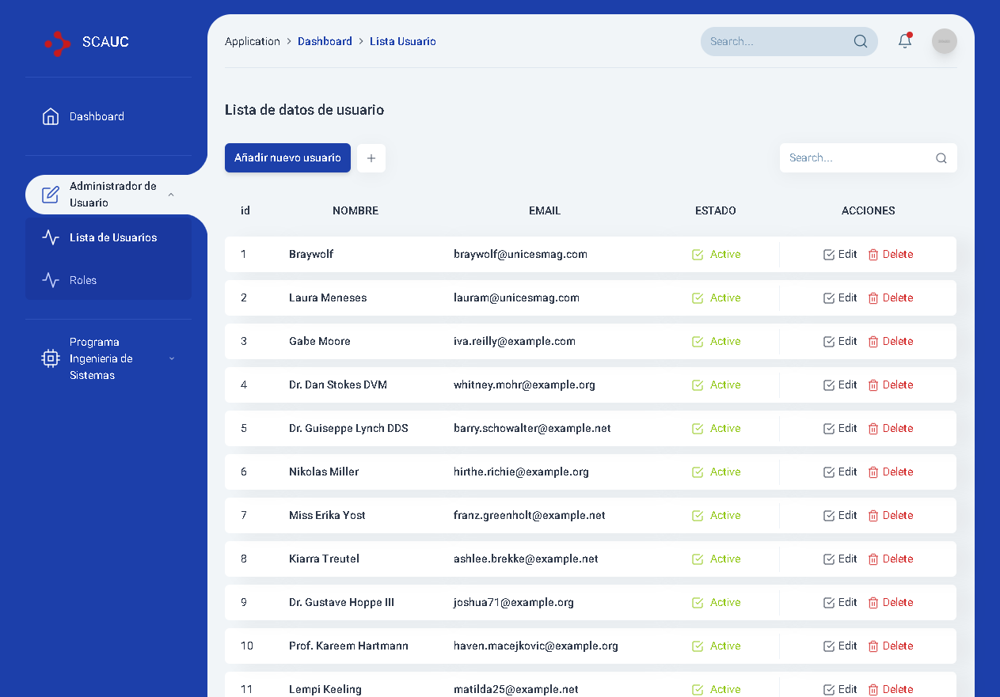 SCAUC
Dashboard
Administrador de
Usuario
Lista de Usuarios
Roles
Programa
Ingenieria de
Sistemas
Application > Dashboard > Lista Usuario
Search...
Lista de datos de usuario
Añadir nuevo usuario
+
Search...
id NOMBRE EMAIL ESTADO ACCIONES
1 Braywolf braywolf@unicesmag.com Active Edit Delete
2 Laura Meneses lauram@unicesmag.com Active Edit Delete
3 Gabe Moore iva.reilly@example.com Active Edit Delete
4 Dr. Dan Stokes DVM whitney.mohr@example.org Active Edit Delete
5 Dr. Guiseppe Lynch DDS barry.schowalter@example.net Active Edit Delete
6 Nikolas Miller hirthe.richie@example.org Active Edit Delete
7 Miss Erika Yost franz.greenholt@example.net Active Edit Delete
8 Kiarra Treutel ashlee.brekke@example.net Active Edit Delete
9 Dr. Gustave Hoppe III joshua71@example.org Active Edit Delete
10 Prof. Kareem Hartmann haven.macejkovic@example.org Active Edit Delete
11 Lempi Keeling matilda25@example.net Active Edit Delete